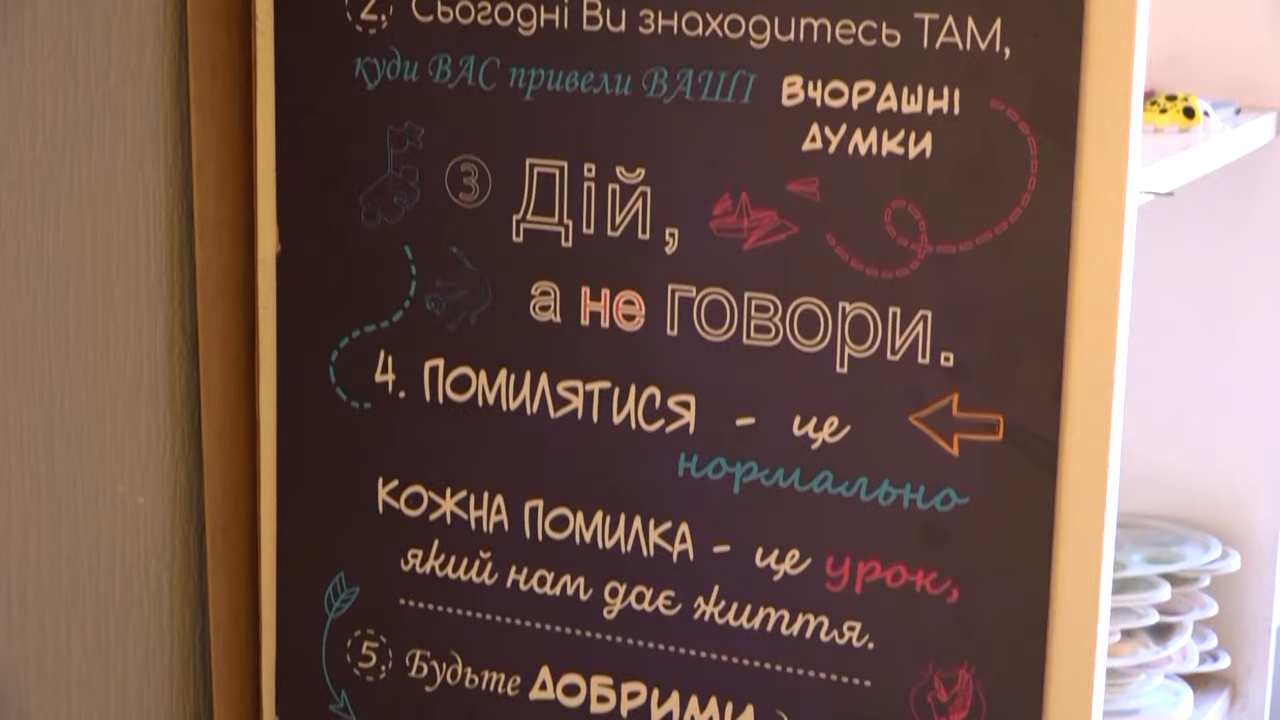 2, Сьогодні Ви знаходитесь ТАМ,
куди ВАС привели ВАШІ ВЧОРАШНІ
ДУМКИ
3 Дій,
а не говори.
4. ПОМИЛЯТИСЯ - це
нормально
КОЖНА ПОМИЛКА - це урок,
який нам дає життя.
5, Будьте ДОБРИМИ